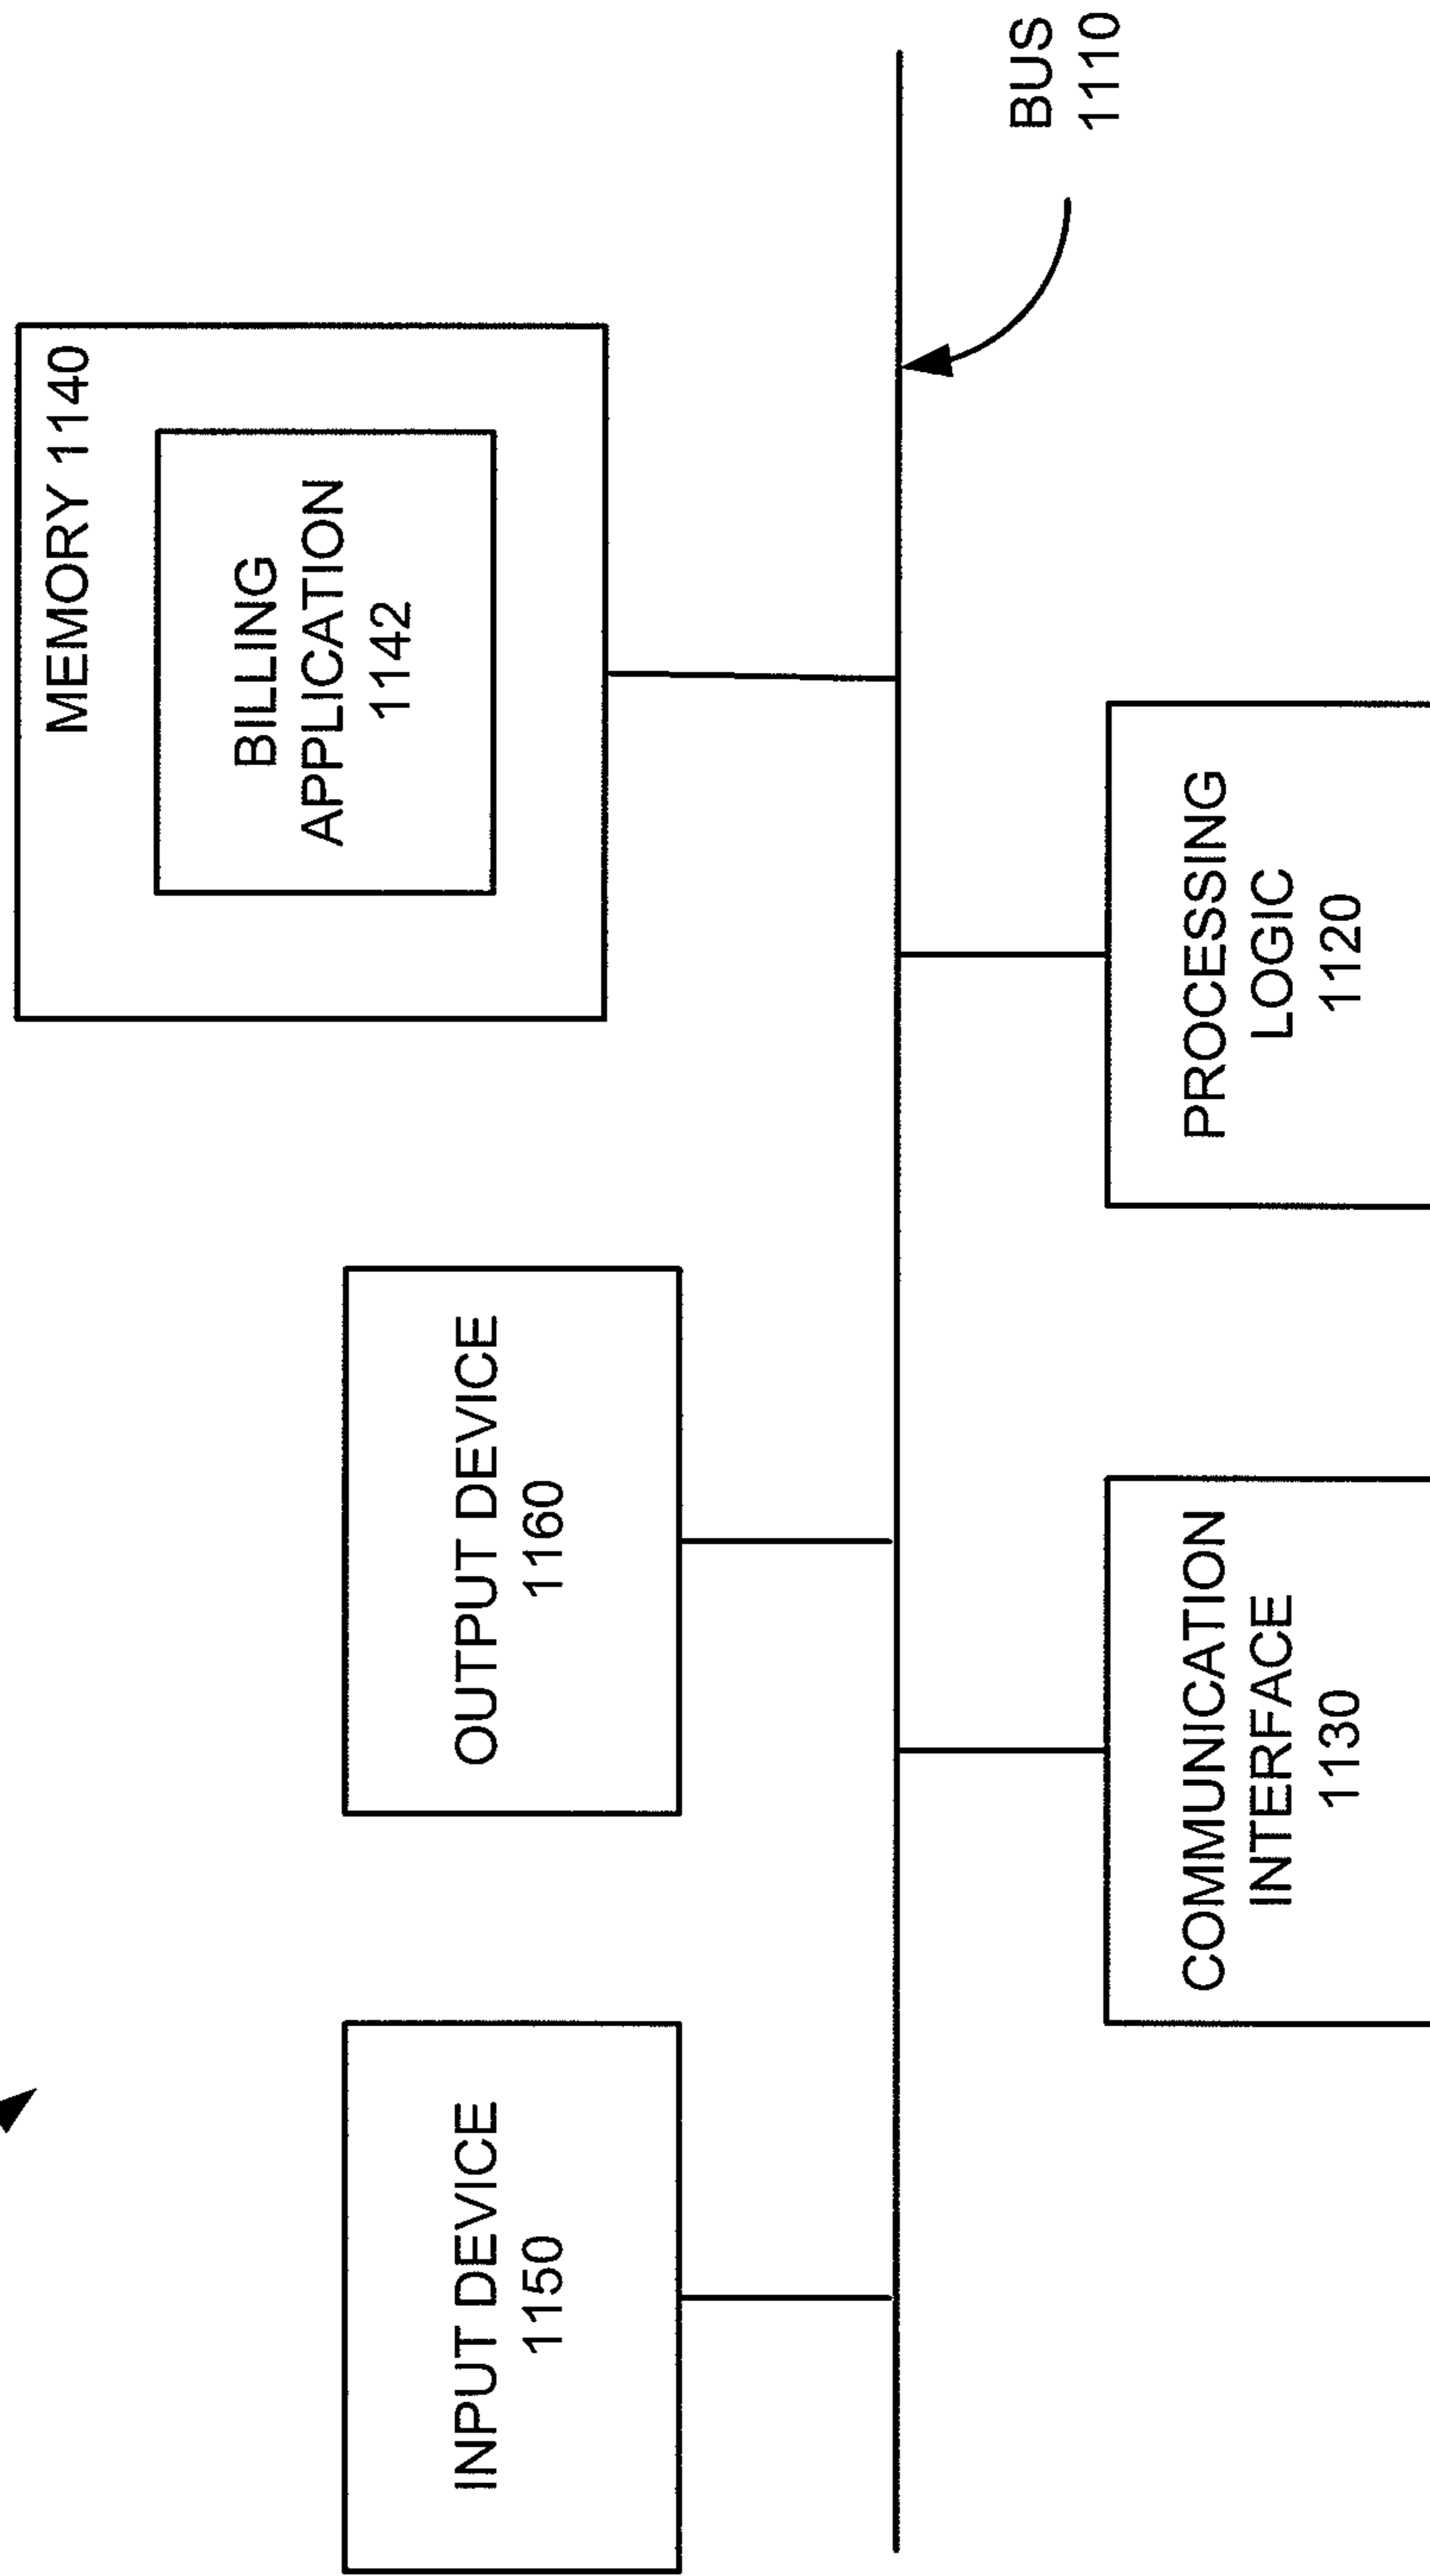 INPUT DEVICE
1150
OUTPUT DEVICE
1160
MEMORY 1140
BILLING
APPLICATION
1142
BUS
1110
COMMUNICATION
INTERFACE
1130
PROCESSING
LOGIC
1120